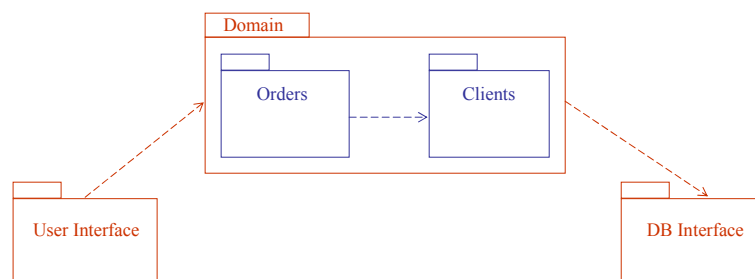 Domain
Orders
Clients
User Interface
DB Interface